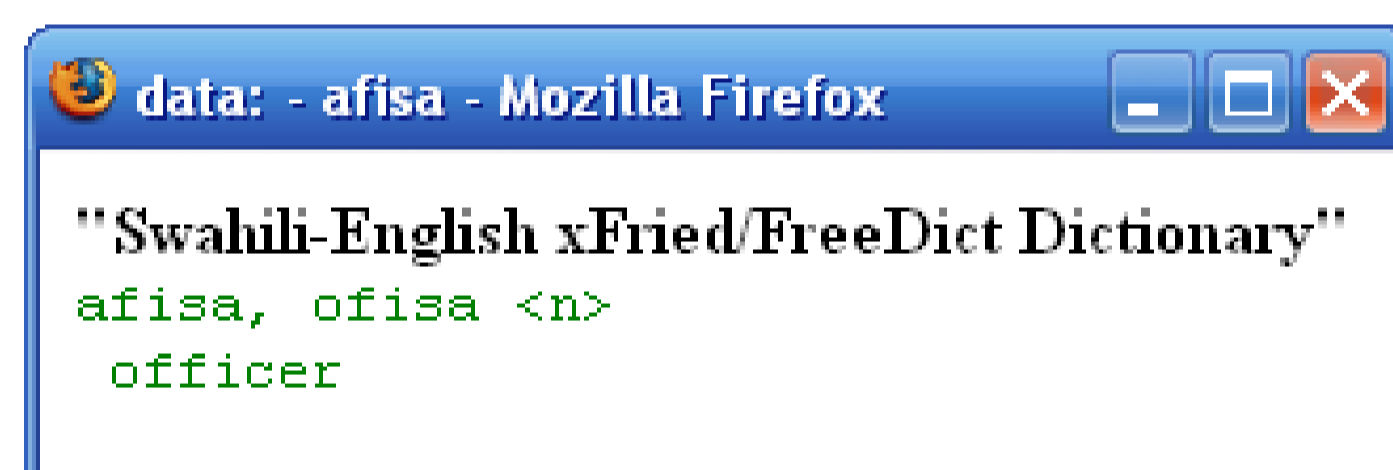 data: - afisa - Mozilla Firefox
"Swahili-English xFried/FreeDict Dictionary"
afisa, ofisa <n>
officer